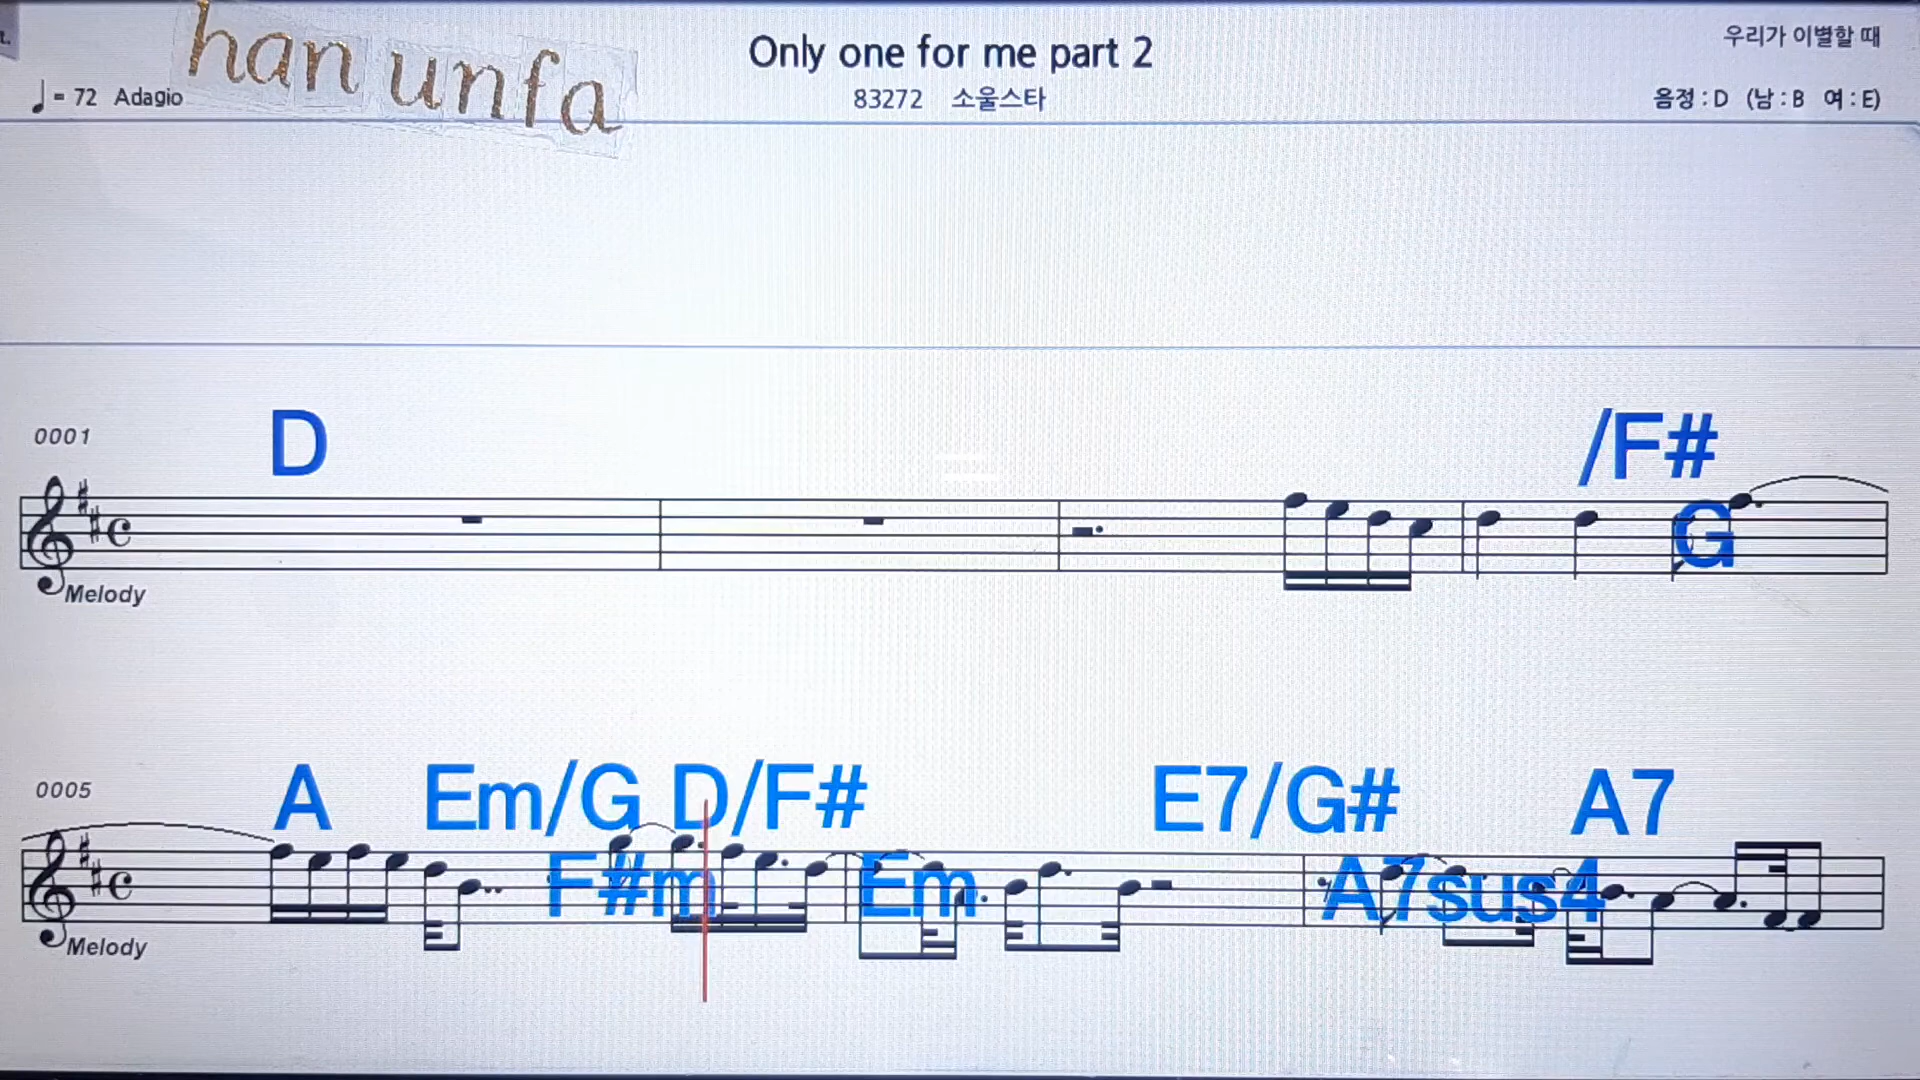 t.
han unfa
Only one for me part 2
우리가 이별할 때
= 72 Adagio
83272 소울스타
음정 : D (남 : B 여 : E)
0001
D
/F#
G
Melody
0005
A Em/G D/F# E7/G# A7
F#m Em A7sus4
Melody